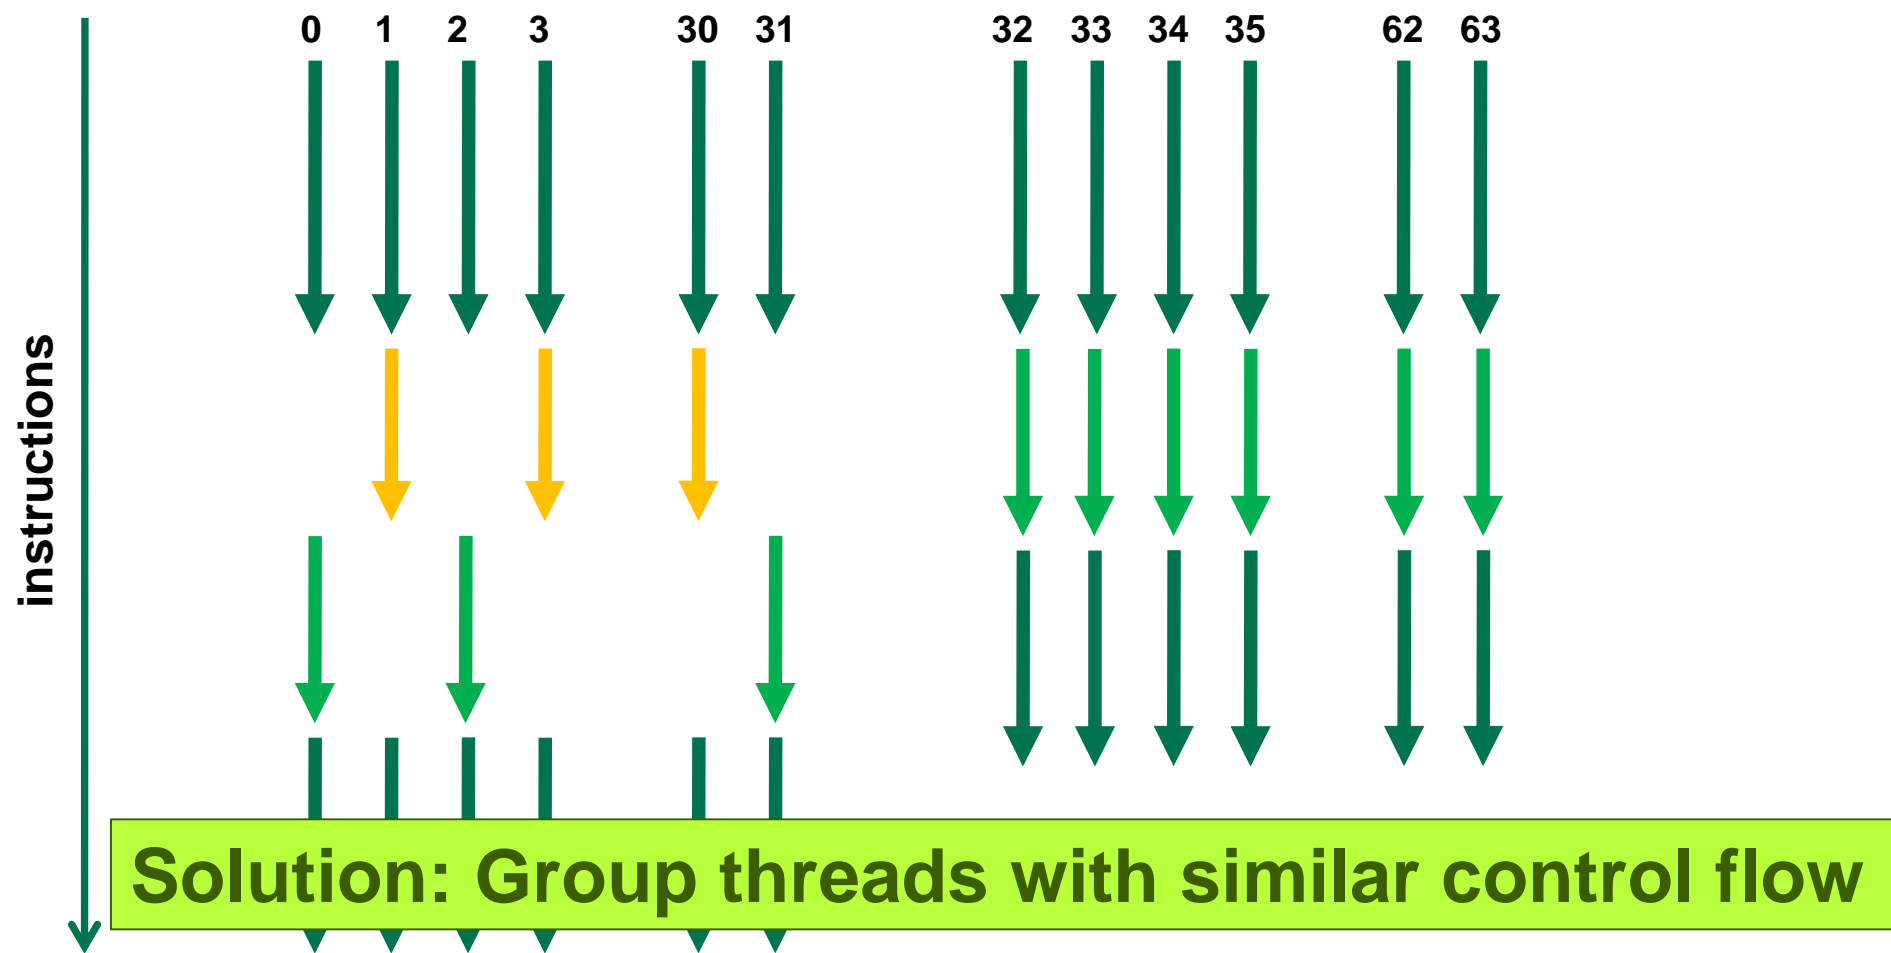 0 1 2 3 30 31 32 33 34 35 62 63
instructions
Solution: Group threads with similar control flow